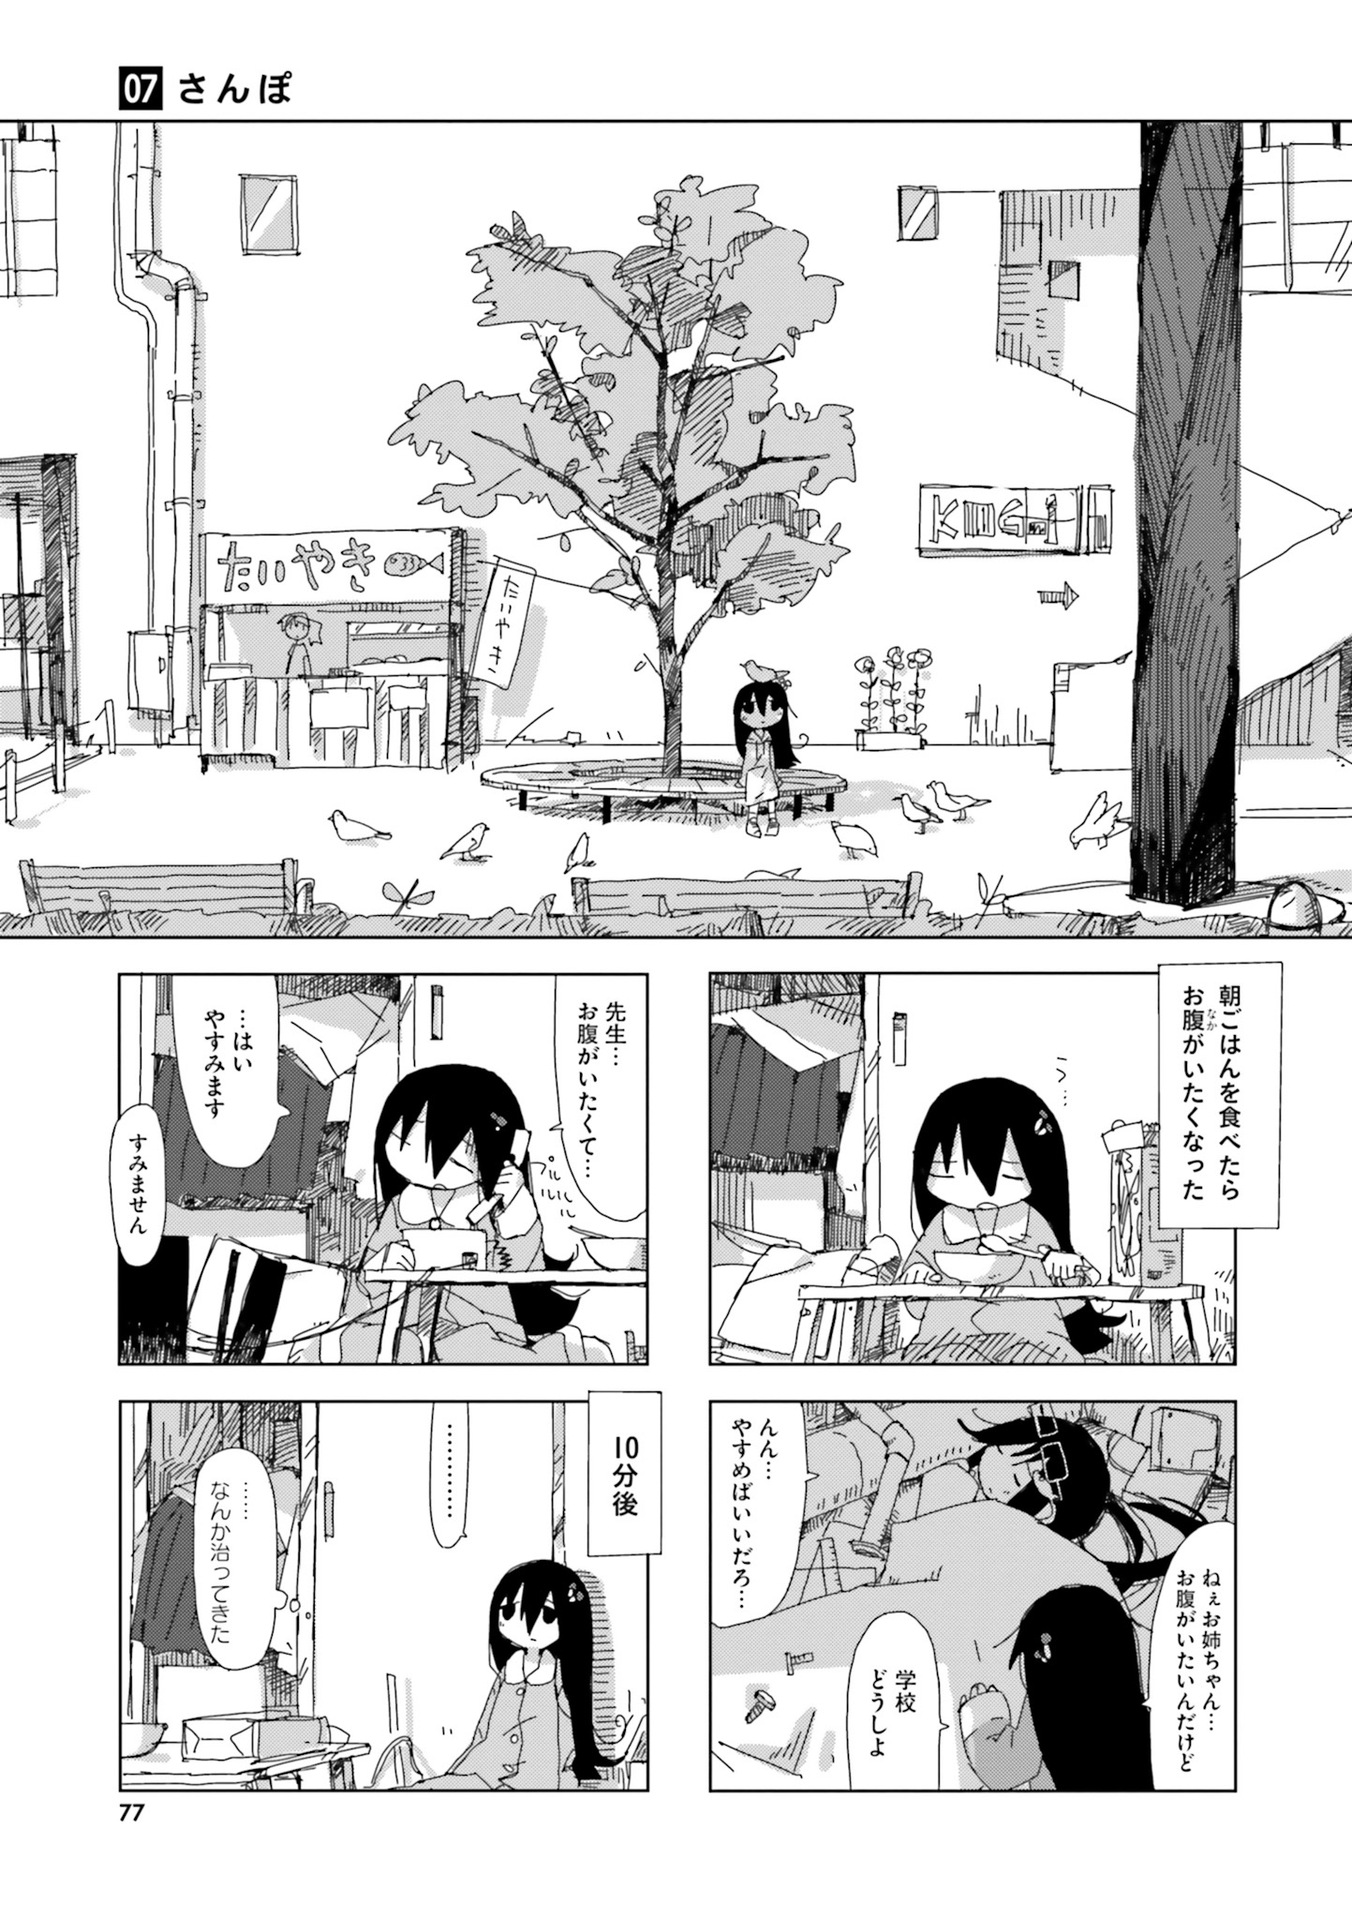 07 さんぽ
たいやき
たいやき
朝ごはんを食べたら
お腹がいたくなった
なか
う…
ねぇお姉ちゃん…
お腹がいたいんだけど
んん…
やすめばいいだろ…
学校
どうしよ
先生…
お腹がいたくて…
プルルル
ルルル
…はい
やすみます
すみません
10分後
…………
……
なんか治ってきた
77